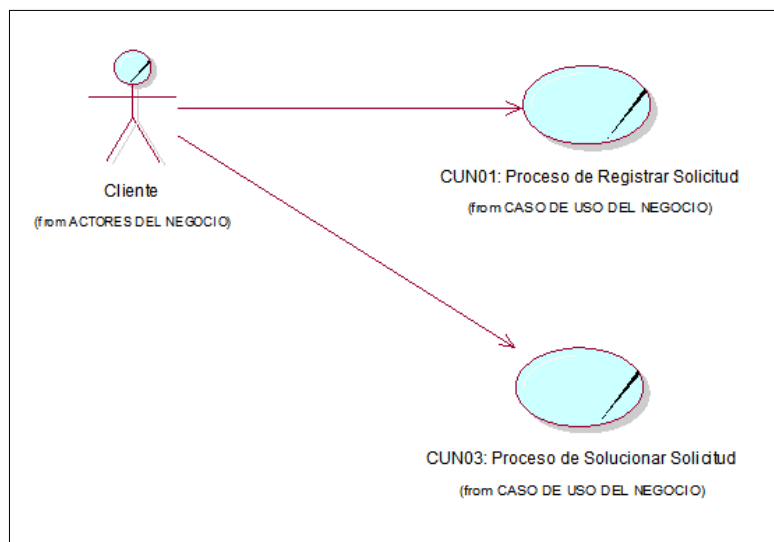 Cliente
(from ACTORES DEL NEGOCIO)
CUN01: Proceso de Registrar Solicitud
(from CASO DE USO DEL NEGOCIO)
CUN03: Proceso de Solucionar Solicitud
(from CASO DE USO DEL NEGOCIO)